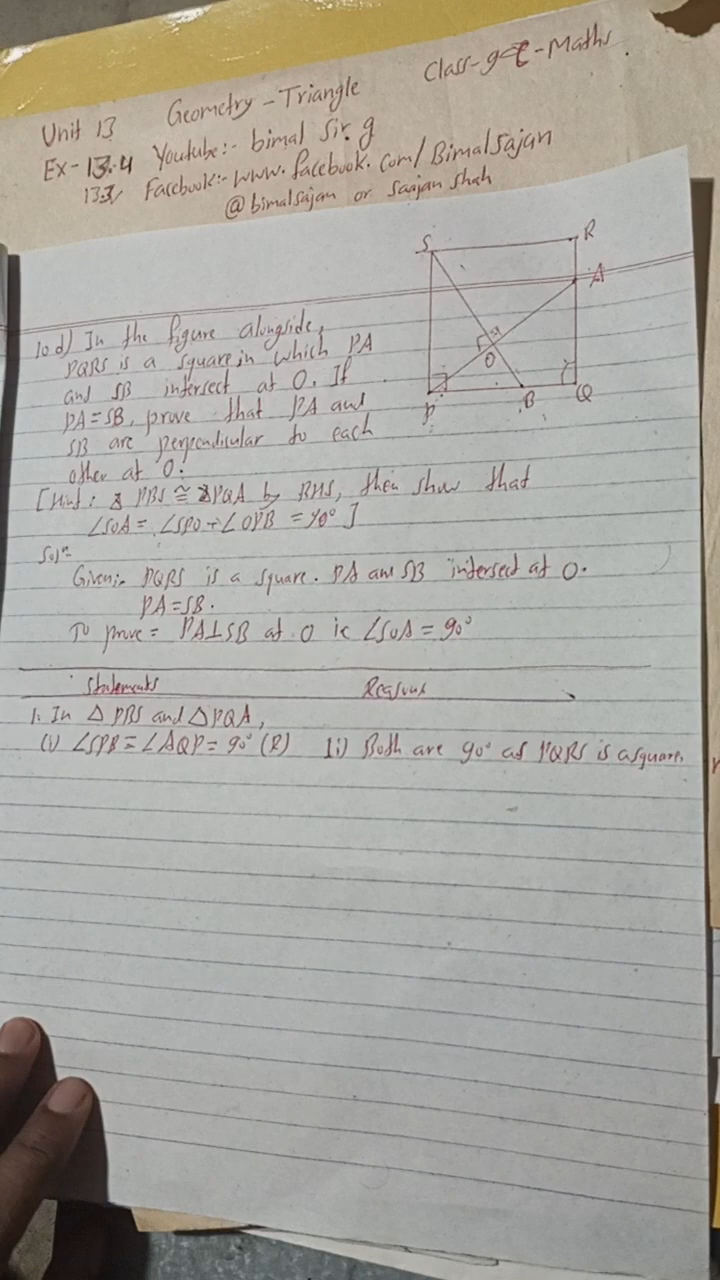 Unit 13 Geometry - Triangle Class - 9 - Maths
Ex - 13.4 Youtube:- bimal Sir g
13.3/ Facebook:- www.facebook.com/Bimalsajan
@bimalsajan or Saajan Shah
S R
A
O
P B Q
10 d) In the figure alongside,
PQRS is a square in which PA
and SB intersect at O. If
PA = SB, prove that PA and
SB are perpendicular to each
other at O.
[Hint: Δ PBS ≅ ΔPQA by RHS, then show that
∠SOA = ∠SPO + ∠OPB = 90° ]
Solⁿ
Given:- PQRS is a square. PA and SB intersect at O.
PA = SB.
To prove = PA⊥SB at O ie ∠SOA = 90°
Statements Reasons
1. In Δ PBS and ΔPQA,
(i) ∠SPB = ∠AQP = 90° (R) 1i) Both are 90° as PQRS is a square.